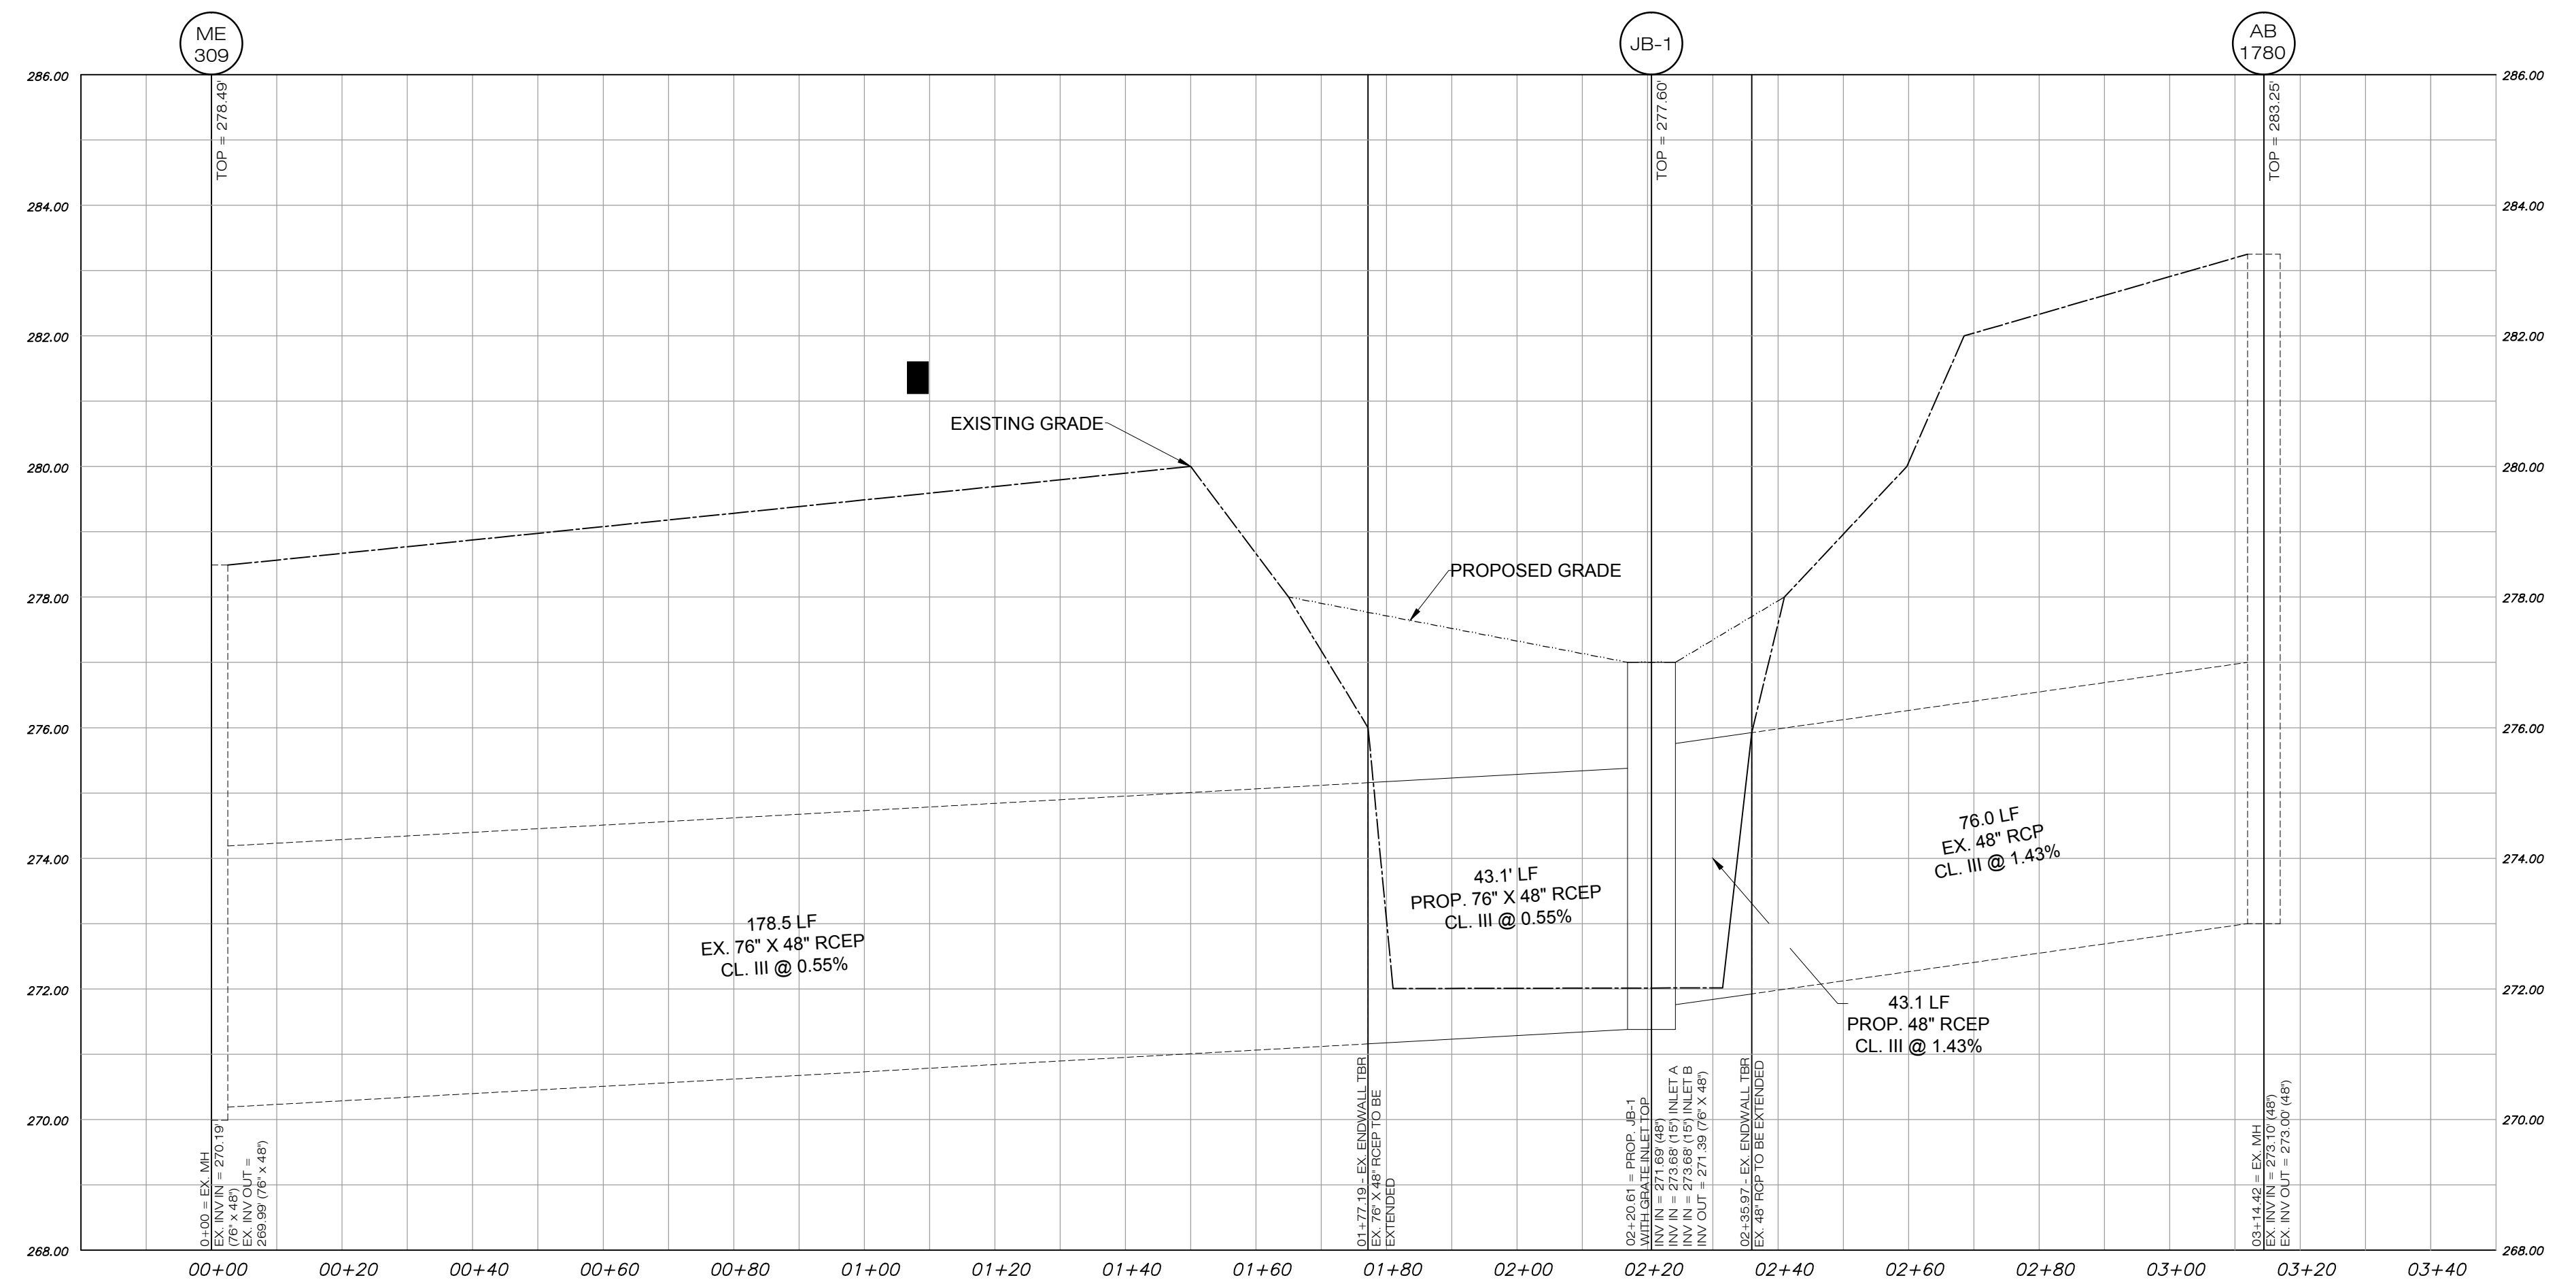 ME
309
JB-1
AB
1780
286.00
286.00
TOP = 278.49'
TOP = 277.60'
TOP = 283.25'
284.00
284.00
282.00
282.00
EXISTING GRADE
280.00
280.00
PROPOSED GRADE
278.00
278.00
276.00
276.00
274.00
274.00
178.5 LF
EX. 76" X 48" RCEP
CL. III @ 0.55%
43.1' LF
PROP. 76" X 48" RCEP
CL. III @ 0.55%
76.0 LF
EX. 48" RCP
CL. III @ 1.43%
272.00
272.00
43.1 LF
PROP. 48" RCEP
CL. III @ 1.43%
270.00
270.00
0+00 = EX. MH
EX. INV IN = 270.19'
(76" x 48")
EX. INV OUT =
269.99' (76" x 48")
01+77.19 - EX. ENDWALL TBR
EX. 76" X 48" RCEP TO BE
EXTENDED
02+20.61 = PROP. JB-1
WITH GRATE INLET TOP
INV IN = 271.69' (48")
INV IN = 273.68' (15") INLET A
INV IN = 273.68' (15") INLET B
INV OUT = 271.39 (76" X 48")
02+35.97 - EX. ENDWALL TBR
EX. 48" RCP TO BE EXTENDED
03+14.42 = EX. MH
EX. INV IN = 273.10' (48")
EX. INV OUT = 273.00' (48")
268.00
268.00
00+00
00+20
00+40
00+60
00+80
01+00
01+20
01+40
01+60
01+80
02+00
02+20
02+40
02+60
02+80
03+00
03+20
03+40